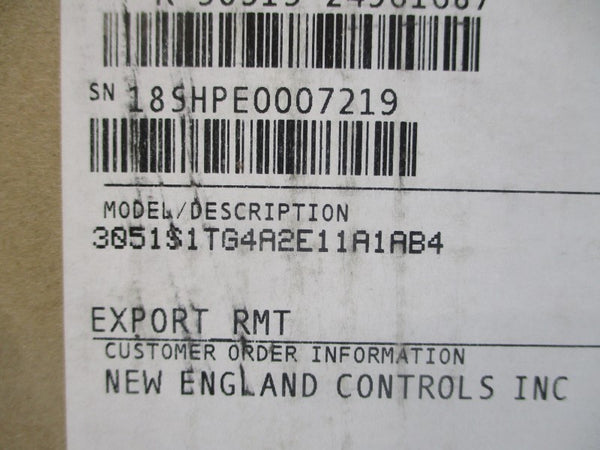 SN 18SHPE0007219
MODEL/DESCRIPTION
3051S1TG4A2E11A1AB4
EXPORT RMT
CUSTOMER ORDER INFORMATION
NEW ENGLAND CONTROLS INC